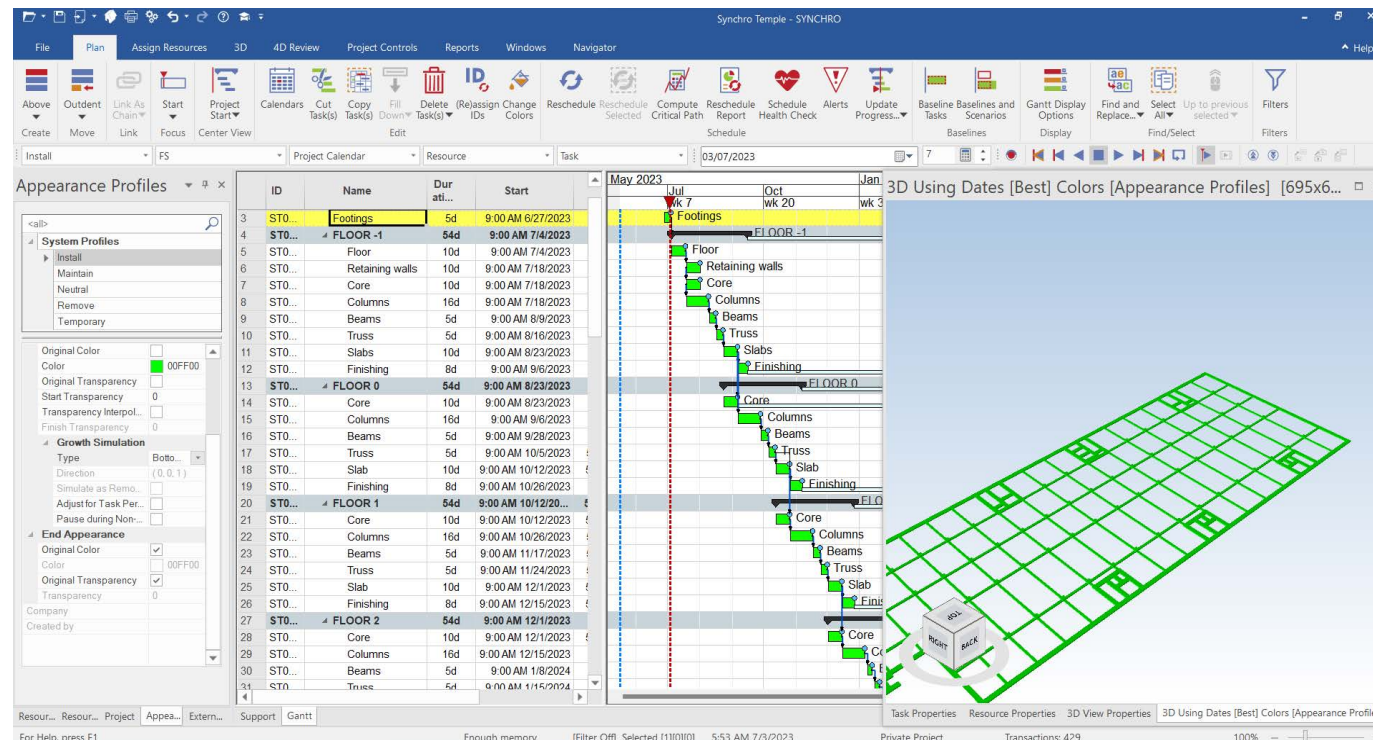 Synchro Temple - SYNCHRO
File Plan Assign Resources 3D 4D Review Project Controls Reports Windows Navigator Help
Above Outdent Link As Chain Start Project Start Calendars Cut Task(s) Copy Task(s) Fill Down Delete Task(s) (Re)assign IDs Change Colors Reschedule Reschedule Selected Compute Critical Path Reschedule Report Schedule Health Check Alerts Update Progress... Baseline Tasks Baselines and Scenarios Gantt Display Options Find and Replace... Select All Up to previous selected Filters
Create Move Link Focus Center View Edit Schedule Baselines Display Find/Select Filters
Install FS Project Calendar Resource Task 03/07/2023 7
Appearance Profiles
<all>
System Profiles
Install
Maintain
Neutral
Remove
Temporary
Original Color
Color 00FF00
Original Transparency
Start Transparency 0
Transparency Interpol...
Finish Transparency 0
Growth Simulation
Type Botto...
Direction (0, 0, 1)
Simulate as Remo...
Adjust for Task Per...
Pause during Non-...
End Appearance
Original Color
Color 00FF00
Original Transparency
Transparency 0
Company
Created by
Resour... Resour... Project Appea... Extern...
ID Name Dur ati... Start
3 ST0... Footings 5d 9:00 AM 6/27/2023
4 ST0... FLOOR -1 54d 9:00 AM 7/4/2023
5 ST0... Floor 10d 9:00 AM 7/4/2023
6 ST0... Retaining walls 10d 9:00 AM 7/18/2023
7 ST0... Core 10d 9:00 AM 7/18/2023
8 ST0... Columns 16d 9:00 AM 7/18/2023
9 ST0... Beams 5d 9:00 AM 8/9/2023
10 ST0... Truss 5d 9:00 AM 8/16/2023
11 ST0... Slabs 10d 9:00 AM 8/23/2023
12 ST0... Finishing 8d 9:00 AM 9/6/2023
13 ST0... FLOOR 0 54d 9:00 AM 8/23/2023
14 ST0... Core 10d 9:00 AM 8/23/2023
15 ST0... Columns 16d 9:00 AM 9/6/2023
16 ST0... Beams 5d 9:00 AM 9/28/2023
17 ST0... Truss 5d 9:00 AM 10/5/2023
18 ST0... Slab 10d 9:00 AM 10/12/2023
19 ST0... Finishing 8d 9:00 AM 10/26/2023
20 ST0... FLOOR 1 54d 9:00 AM 10/12/20...
21 ST0... Core 10d 9:00 AM 10/12/2023
22 ST0... Columns 16d 9:00 AM 10/26/2023
23 ST0... Beams 5d 9:00 AM 11/17/2023
24 ST0... Truss 5d 9:00 AM 11/24/2023
25 ST0... Slab 10d 9:00 AM 12/1/2023
26 ST0... Finishing 8d 9:00 AM 12/15/2023
27 ST0... FLOOR 2 54d 9:00 AM 12/1/2023
28 ST0... Core 10d 9:00 AM 12/1/2023
29 ST0... Columns 16d 9:00 AM 12/15/2023
30 ST0... Beams 5d 9:00 AM 1/8/2024
31 ST0 Truss 5d 9:00 AM 1/15/2024
Support Gantt
May 2023 Jan
Jul Oct
wk 7 wk 20 wk 3
Footings
FLOOR -1
Floor
Retaining walls
Core
Columns
Beams
Truss
Slabs
Finishing
FLOOR 0
Core
Columns
Beams
Truss
Slab
Finishing
FLO
Core
Columns
Beams
Truss
Slab
Finis
Core
Co
3D Using Dates [Best] Colors [Appearance Profiles] [695x6...
TOP
RIGHT BACK
Task Properties Resource Properties 3D View Properties 3D Using Dates [Best] Colors [Appearance Profile
For Help, press F1 Enough memory [Filter Off] Selected [1][0][0] 5:53 AM 7/3/2023 Private Project Transactions: 429 100%